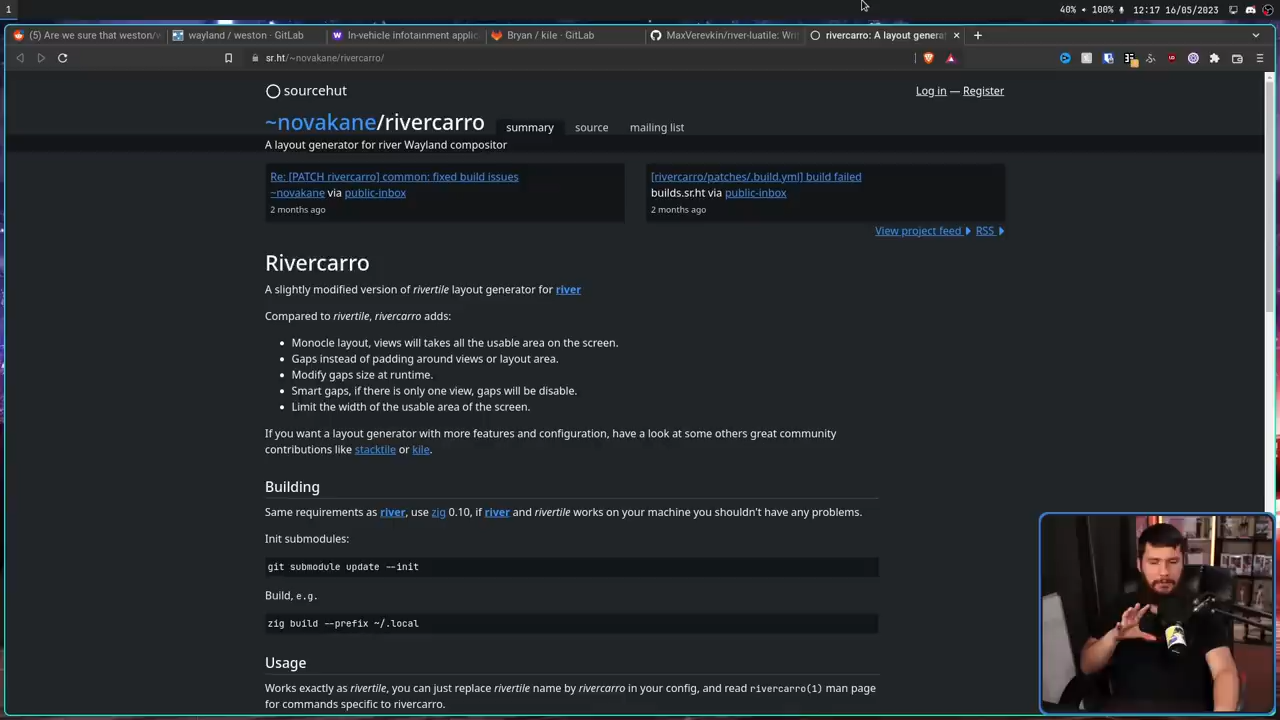 1
40%
100%
12:17 16/05/2023
(5) Are we sure that weston/w
wayland / weston · GitLab
In-vehicle infotainment applic
Bryan / kile · GitLab
MaxVerevkin/river-luatile: Writ
rivercarro: A layout generat
sr.ht/~novakane/rivercarro/
sourcehut
Log in — Register
~novakane/rivercarro
summary
source
mailing list
A layout generator for river Wayland compositor
Re: [PATCH rivercarro] common: fixed build issues
~novakane via public-inbox
2 months ago
[rivercarro/patches/.build.yml] build failed
builds.sr.ht via public-inbox
2 months ago
View project feed
RSS
Rivercarro
A slightly modified version of rivertile layout generator for river
Compared to rivertile, rivercarro adds:
Monocle layout, views will takes all the usable area on the screen.
Gaps instead of padding around views or layout area.
Modify gaps size at runtime.
Smart gaps, if there is only one view, gaps will be disable.
Limit the width of the usable area of the screen.
If you want a layout generator with more features and configuration, have a look at some others great community
contributions like stacktile or kile.
Building
Same requirements as river, use zig 0.10, if river and rivertile works on your machine you shouldn't have any problems.
Init submodules:
git submodule update --init
Build, e.g.
zig build --prefix ~/.local
Usage
Works exactly as rivertile, you can just replace rivertile name by rivercarro in your config, and read rivercarro(1) man page
for commands specific to rivercarro.